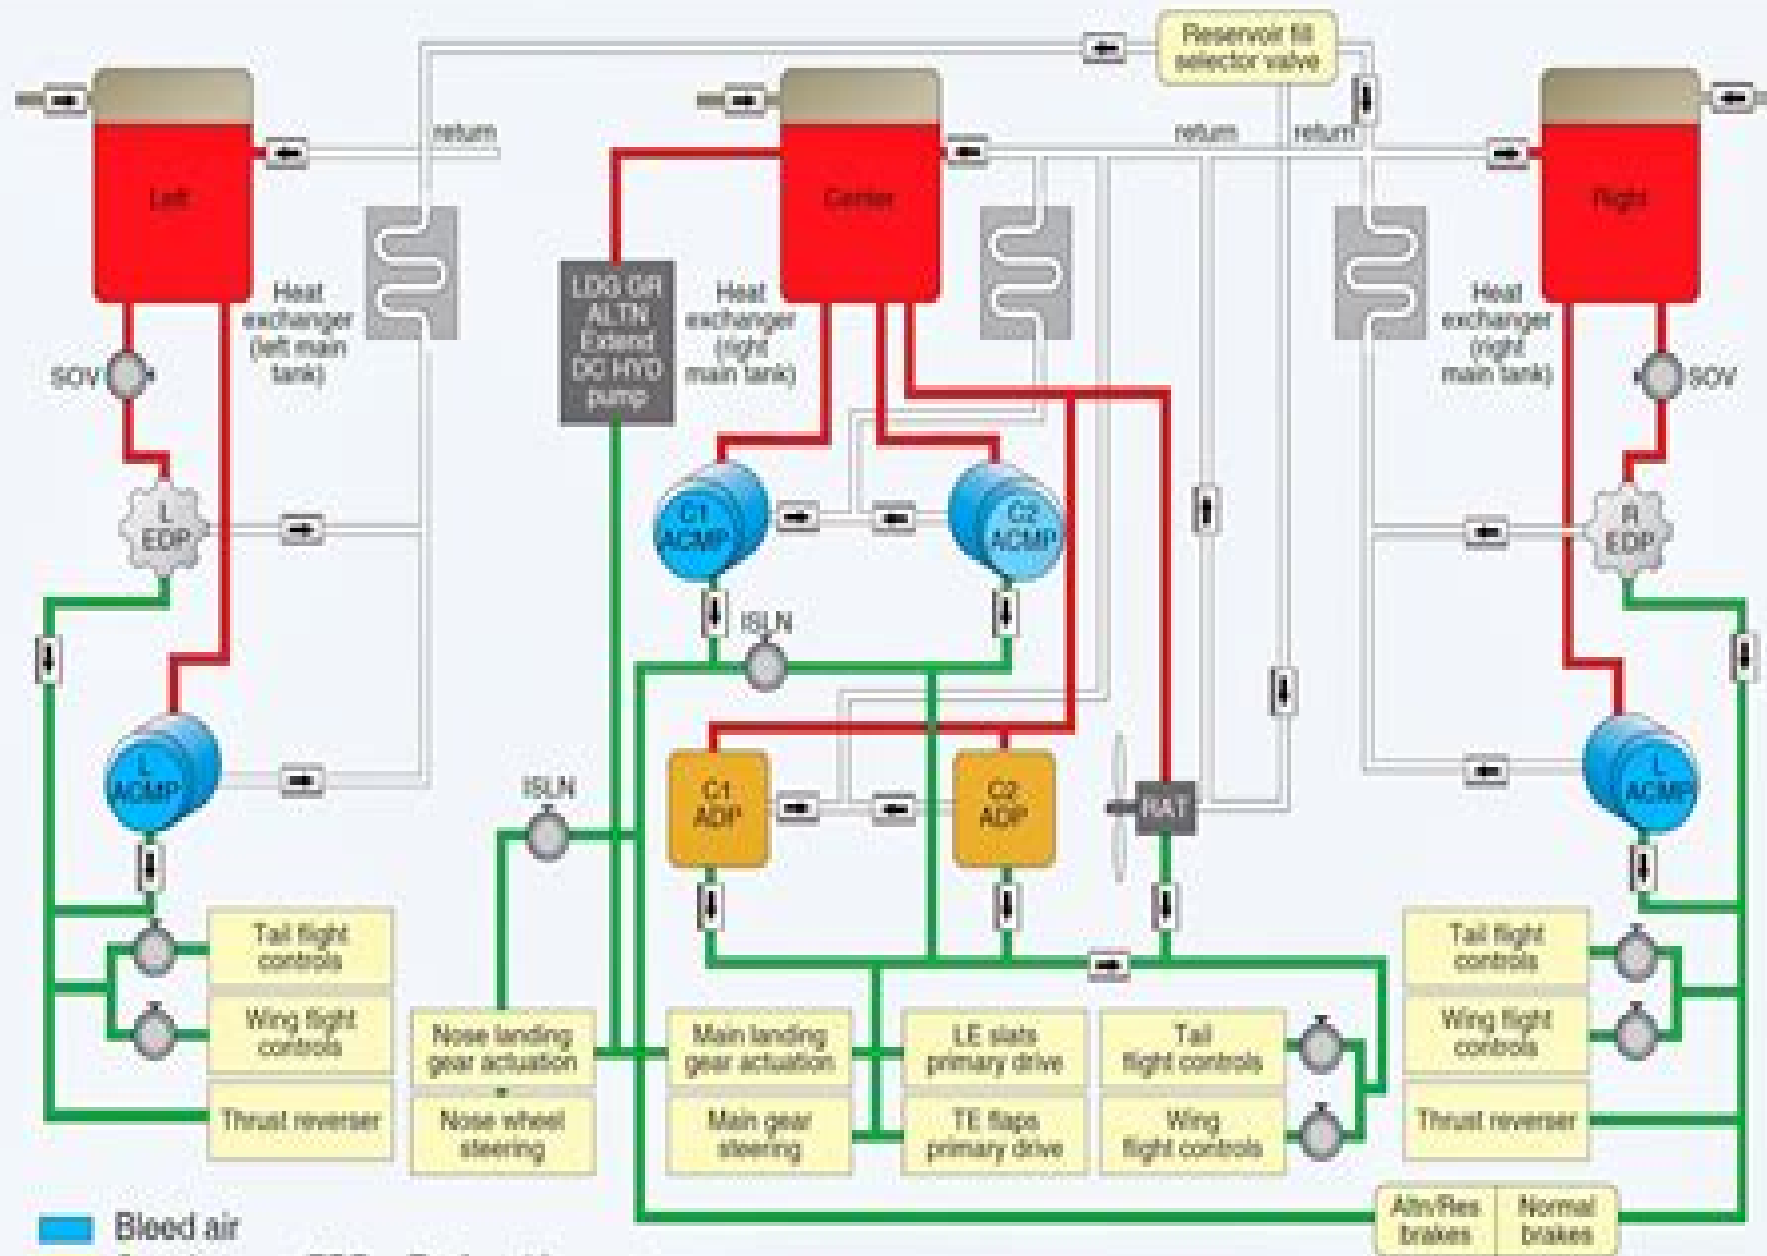 Reservoir fill
selector valve
return
return
return
Left
Center
Right
LDG GR
ALTN
Extend
DC HYD
pump
Heat
exchanger
(left main
tank)
Heat
exchanger
(right
main tank)
Heat
exchanger
(right
main tank)
SOV
SOV
L
EDP
C1
ACMP
C2
ACMP
R
EDP
ISLN
L
ACMP
ISLN
C1
ADP
C2
ADP
RAT
L
ACMP
Tail flight
controls
Wing flight
controls
Thrust reverser
Nose landing
gear actuation
Nose wheel
steering
Main landing
gear actuation
Main gear
steering
LE slats
primary drive
TE flaps
primary drive
Tail
flight controls
Wing
flight controls
Tail flight
controls
Wing flight
controls
Thrust reverser
Altn/Res
brakes
Normal
brakes
Bleed air